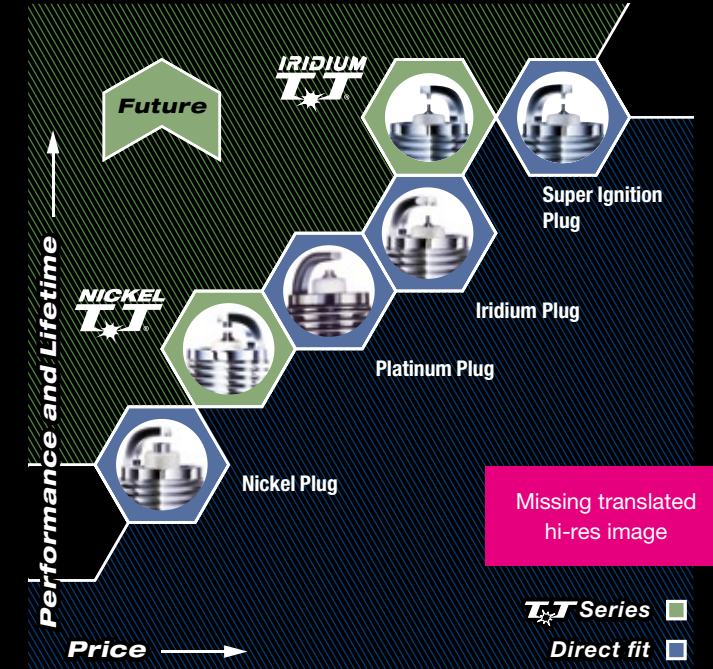 IRIDIUM
TT®
Future
Super Ignition
Plug
NICKEL
TT®
Iridium Plug
Platinum Plug
Performance and Lifetime
Nickel Plug
Missing translated
hi-res image
TT Series
Price
Direct fit